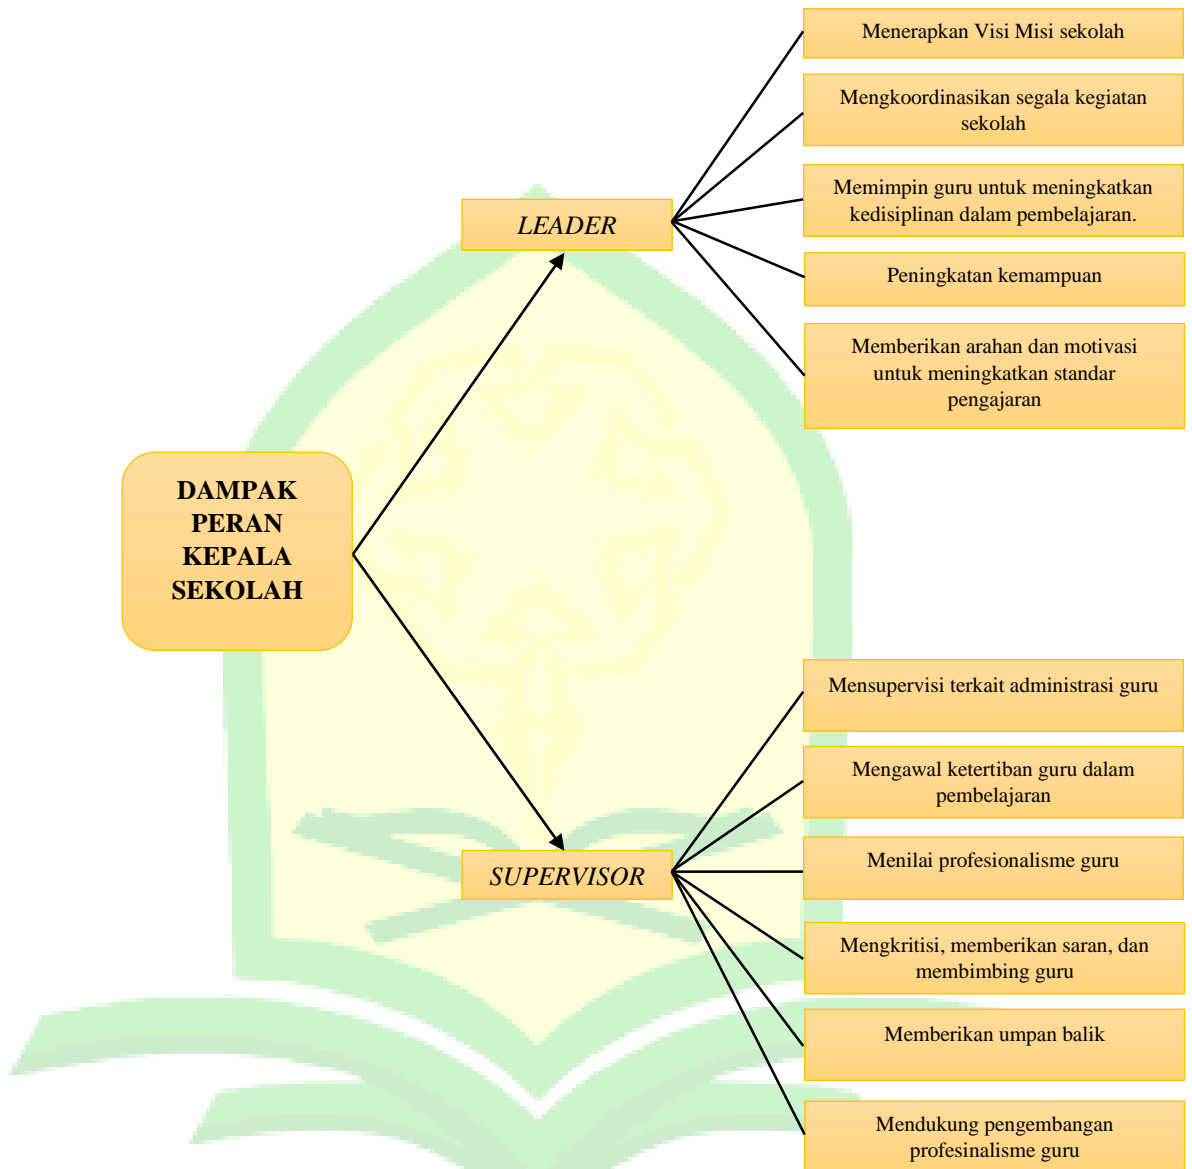 DAMPAK
PERAN
KEPALA
SEKOLAH
LEADER
Menerapkan Visi Misi sekolah
Mengkoordinasikan segala kegiatan
sekolah
Memimpin guru untuk meningkatkan
kedisiplinan dalam pembelajaran.
Peningkatan kemampuan
Memberikan arahan dan motivasi
untuk meningkatkan standar
pengajaran
SUPERVISOR
Mensupervisi terkait administrasi guru
Mengawal ketertiban guru dalam
pembelajaran
Menilai profesionalisme guru
Mengkritisi, memberikan saran, dan
membimbing guru
Memberikan umpan balik
Mendukung pengembangan
profesinalisme guru